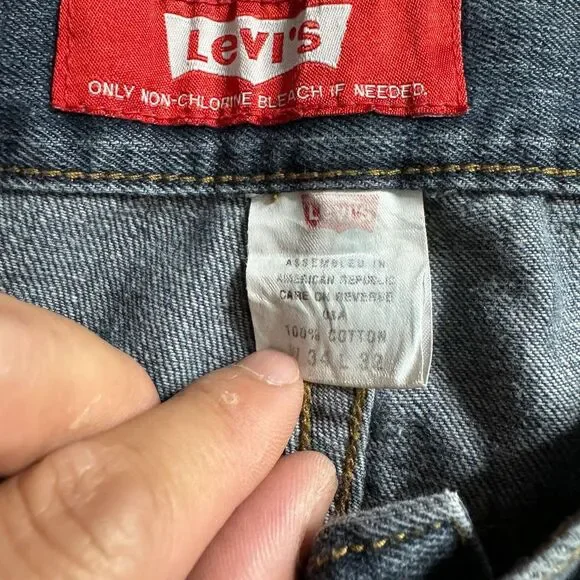 LEVI'S
ONLY NON-CHLORINE BLEACH IF NEEDED.
LEVI'S
ASSEMBLED IN
AMERICAN REPUBLIC
CARE ON REVERSE
USA
100% COTTON
W 34 L